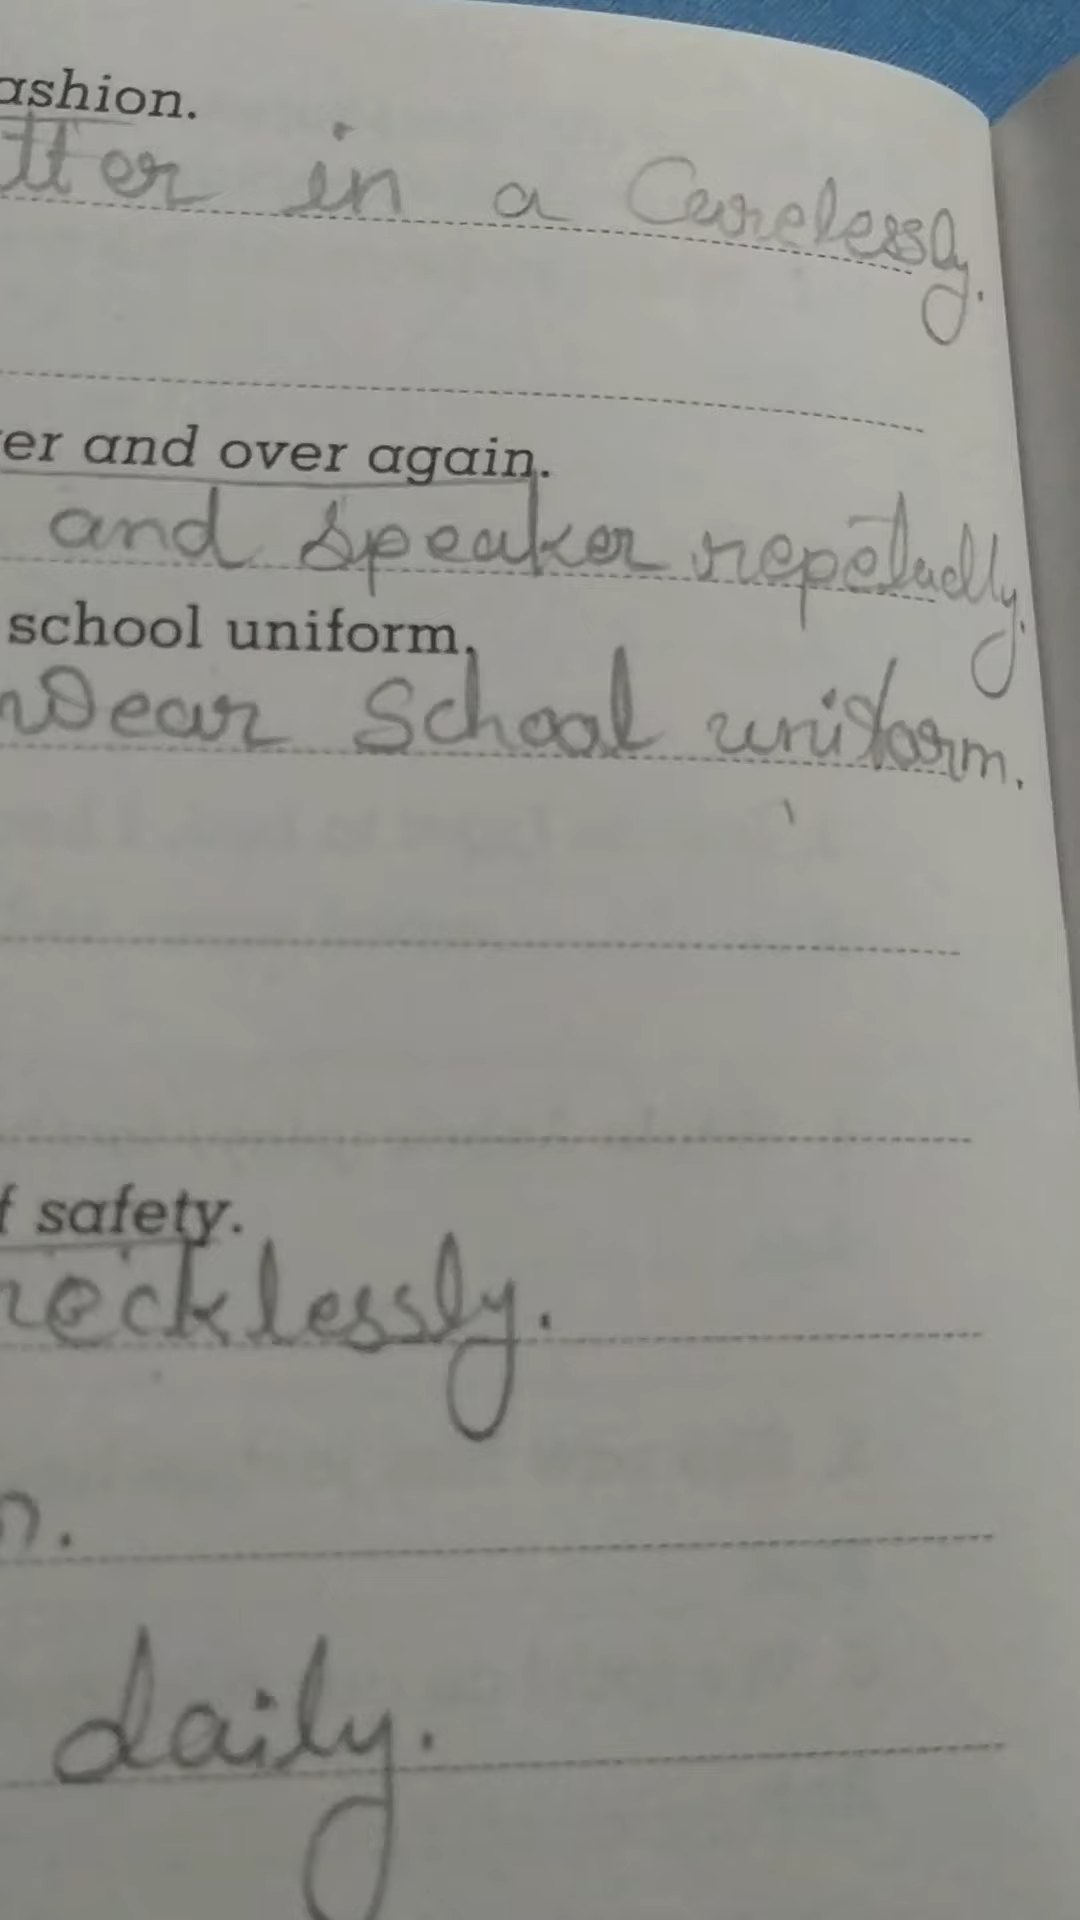 ashion.
tter in a Carelessly.
er and over again.
and speaker repetadly.
school uniform.
wear School uniform.
f safety.
recklessly.
n.
daily.